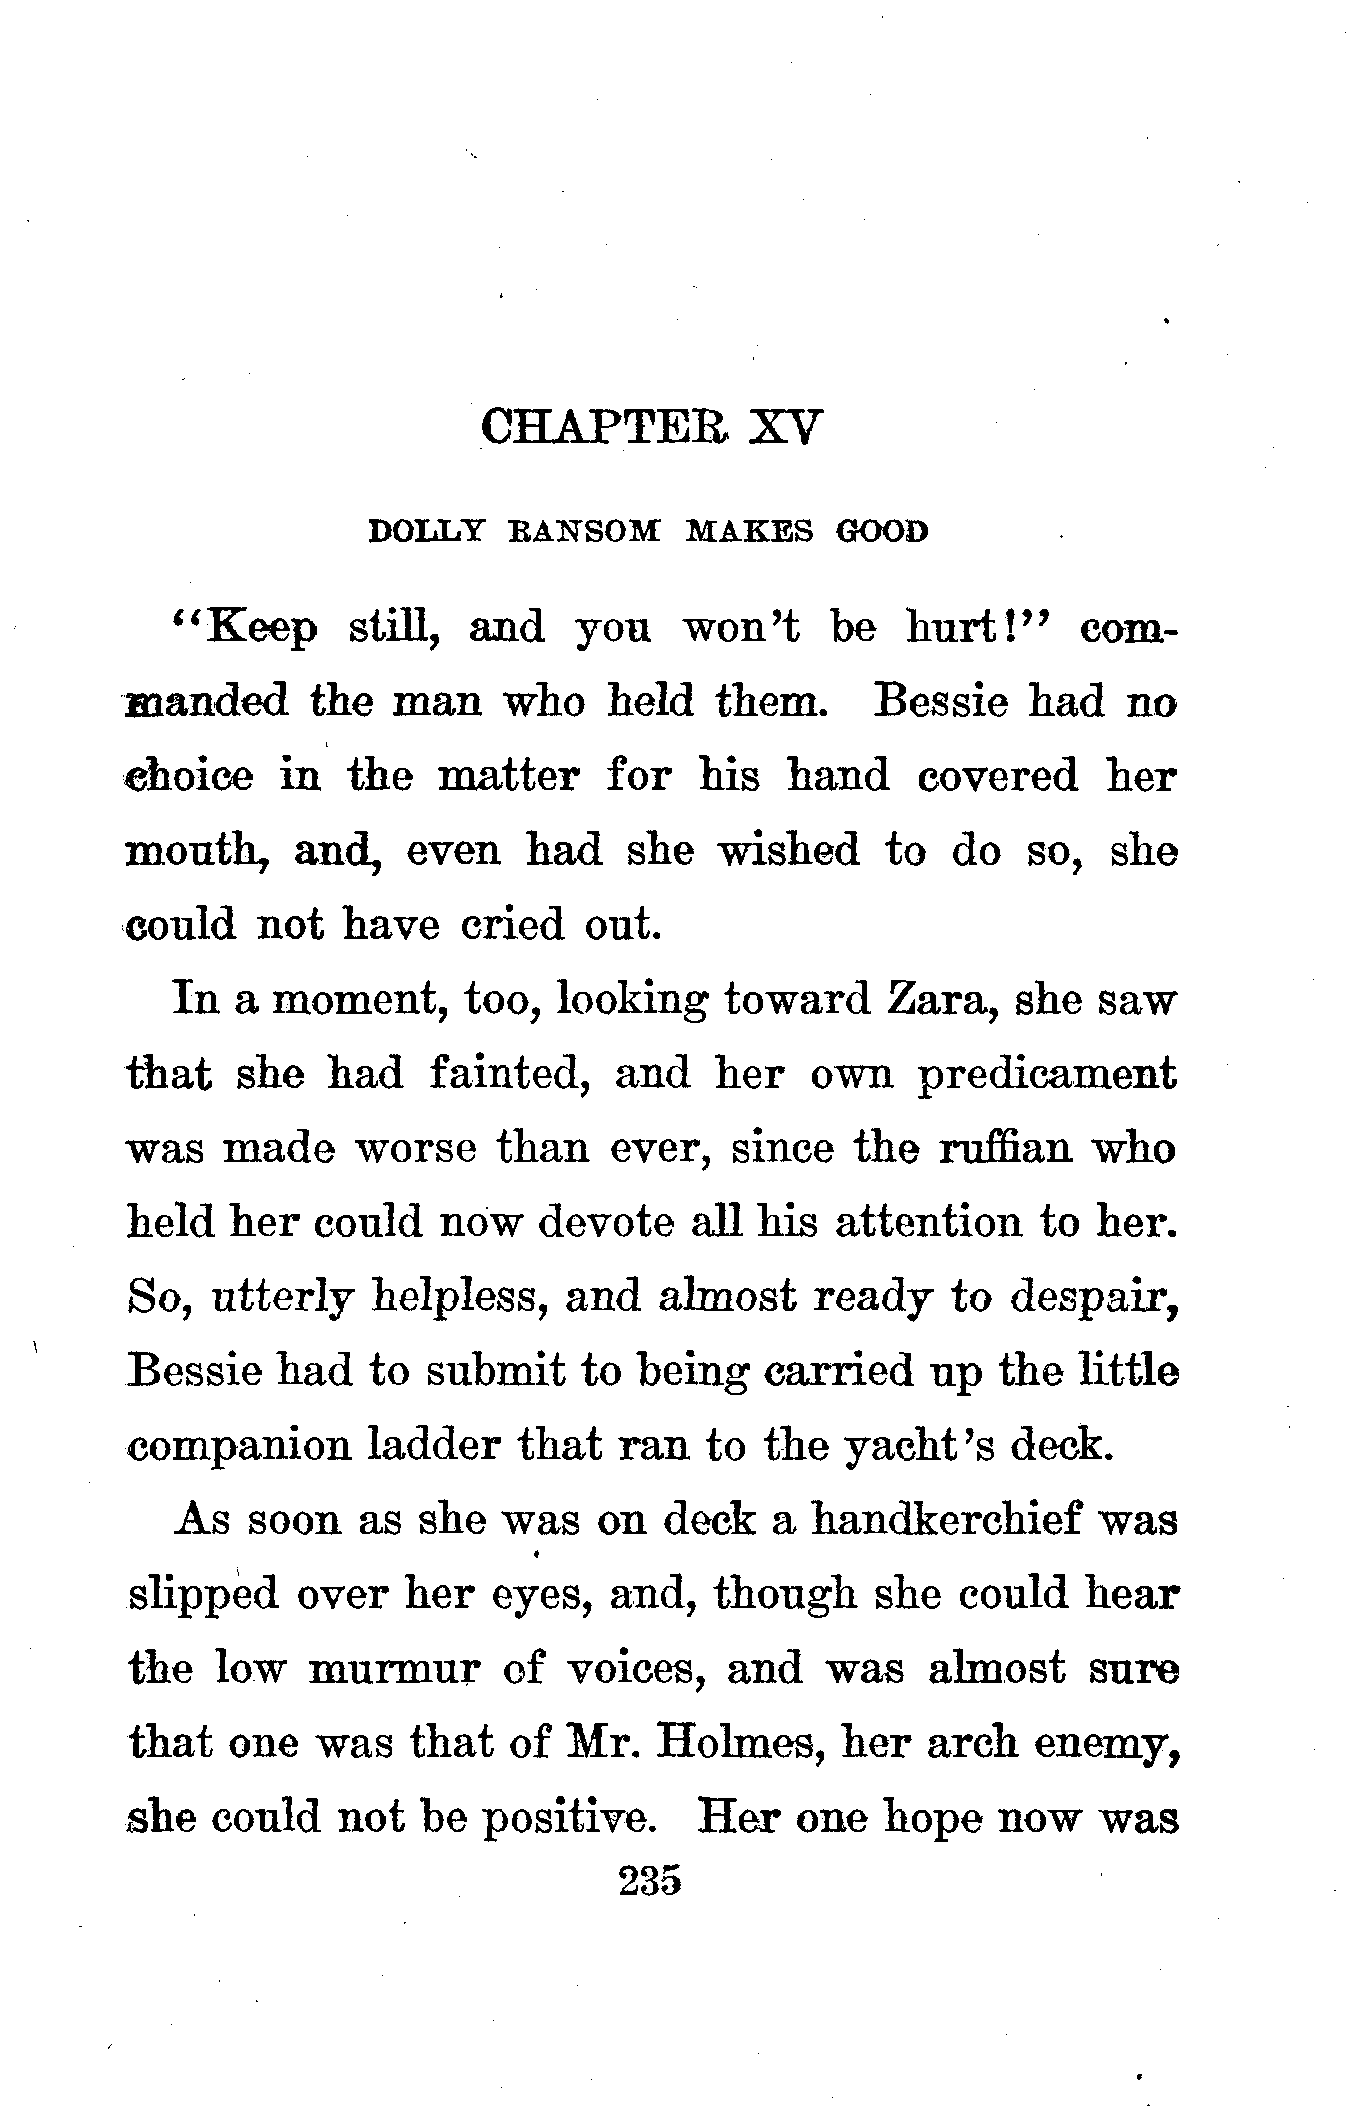 CHAPTER XV
DOLLY RANSOM MAKES GOOD
"Keep still, and you won't be hurt!" com-
manded the man who held them. Bessie had no
choice in the matter for his hand covered her
mouth, and, even had she wished to do so, she
could not have cried out.
In a moment, too, looking toward Zara, she saw
that she had fainted, and her own predicament
was made worse than ever, since the ruffian who
held her could now devote all his attention to her.
So, utterly helpless, and almost ready to despair,
Bessie had to submit to being carried up the little
companion ladder that ran to the yacht's deck.
As soon as she was on deck a handkerchief was
slipped over her eyes, and, though she could hear
the low murmur of voices, and was almost sure
that one was that of Mr. Holmes, her arch enemy,
she could not be positive. Her one hope now was
235